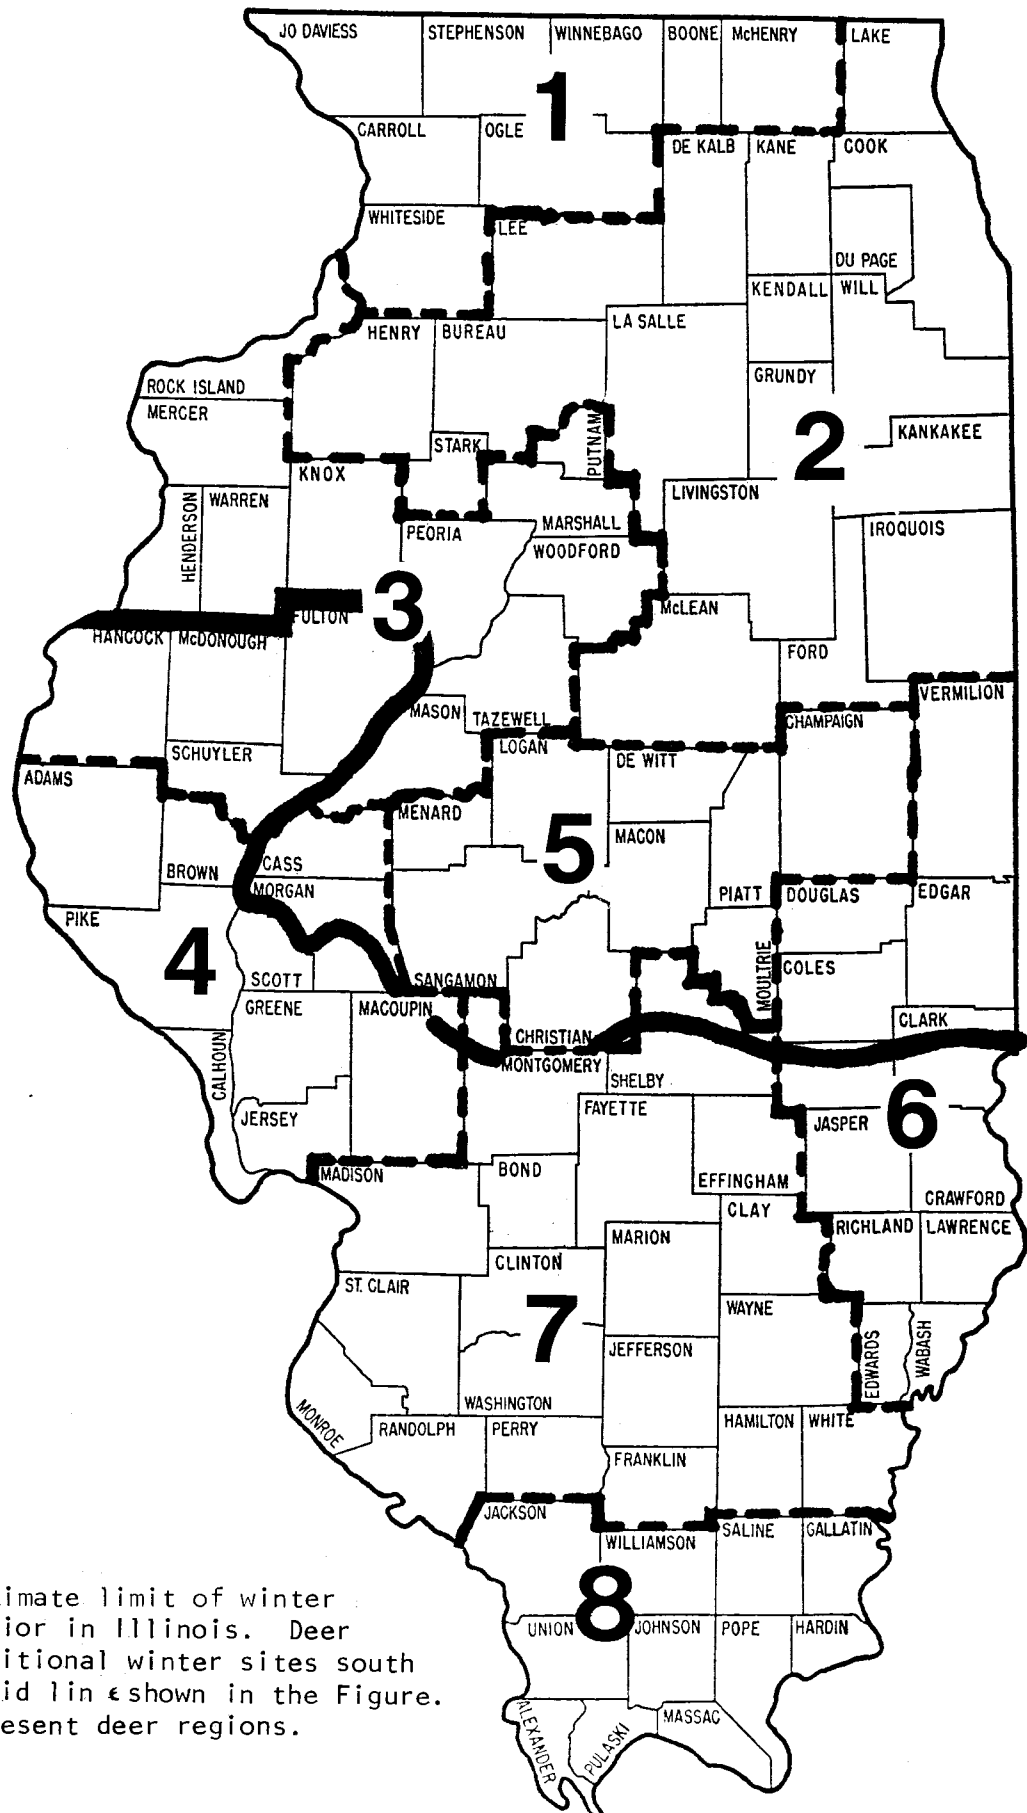 JO DAVIESS
STEPHENSON
WINNEBAGO
BOONE
McHENRY
LAKE
1
CARROLL
OGLE
DE KALB
KANE
COOK
WHITESIDE
LEE
DU PAGE
KENDALL
WILL
HENRY
BUREAU
LA SALLE
GRUNDY
ROCK ISLAND
MERCER
2
KANKAKEE
STARK
PUTNAM
KNOX
LIVINGSTON
HENDERSON
WARREN
PEORIA
MARSHALL
WOODFORD
IROQUOIS
3
FULTON
McLEAN
HANCOCK
McDONOUGH
FORD
VERMILION
MASON
TAZEWELL
CHAMPAIGN
LOGAN
DE WITT
SCHUYLER
ADAMS
MENARD
5
MACON
BROWN
CASS
MORGAN
PIATT
DOUGLAS
EDGAR
PIKE
4
SCOTT
SANGAMON
MOULTRIE
COLES
GREENE
MACOUPIN
CLARK
CHRISTIAN
CALHOUN
MONTGOMERY
SHELBY
6
JERSEY
FAYETTE
JASPER
MADISON
BOND
EFFINGHAM
CRAWFORD
CLAY
RICHLAND
LAWRENCE
MARION
CLINTON
ST. CLAIR
7
WAYNE
JEFFERSON
EDWARDS
WABASH
WASHINGTON
MONROE
RANDOLPH
PERRY
HAMILTON
WHITE
FRANKLIN
JACKSON
WILLIAMSON
SALINE
GALLATIN
8
UNION
JOHNSON
POPE
HARDIN
ALEXANDER
PULASKI
MASSAC
imate limit of winter
ior in Illinois. Deer
itional winter sites south
id line shown in the Figure.
esent deer regions.